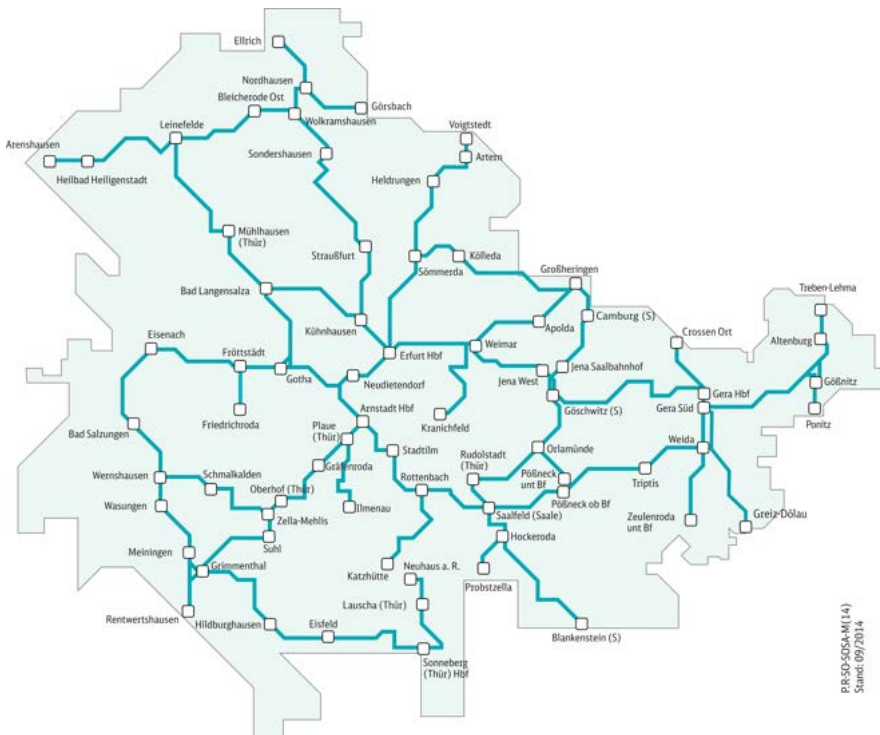 Ellrich
Nordhausen
Bleicherode Ost
Görsbach
Wolkramshausen
Leinefelde
Voigtstedt
Arenshausen
Sondershausen
Artern
Heilbad Heiligenstadt
Heldrungen
Mühlhausen
(Thür)
Straußfurt
Kölleda
Sömmerda
Großheringen
Bad Langensalza
Treben-Lehma
Camburg (S)
Kühnhausen
Apolda
Crossen Ort
Altenburg
Eisenach
Weimar
Fröttstädt
Erfurt Hbf
Jena Saalbahnhof
Gotha
Neudietendorf
Jena West
Gößnitz
Gera Hbf
Friedrichroda
Kranichfeld
Göschwitz (S)
Gera Süd
Arnstadt Hbf
Ponitz
Bad Salzungen
Plaue
(Thür)
Weida
Stadtilm
Orlamünde
Rudolstadt
(Thür)
Gräfenroda
Wernshausen
Schmalkalden
Rottenbach
Pößneck
unt Bf
Triptis
Oberhof (Thür)
Pößneck ob Bf
Wasungen
Ilmenau
Saalfeld (Saale)
Zella-Mehlis
Zeulenroda
unt Bf
Greiz-Dölau
Suhl
Hockeroda
Meiningen
Grimmenthal
Katzhütte
Neuhaus a. R.
Probstzella
Lauscha (Thür)
Rentwertshausen
Hildburghausen
Eisfeld
Blankenstein (S)
Sonneberg
(Thür) Hbf
P.R-SO-SOSA-M(14)
Stand: 09/2014